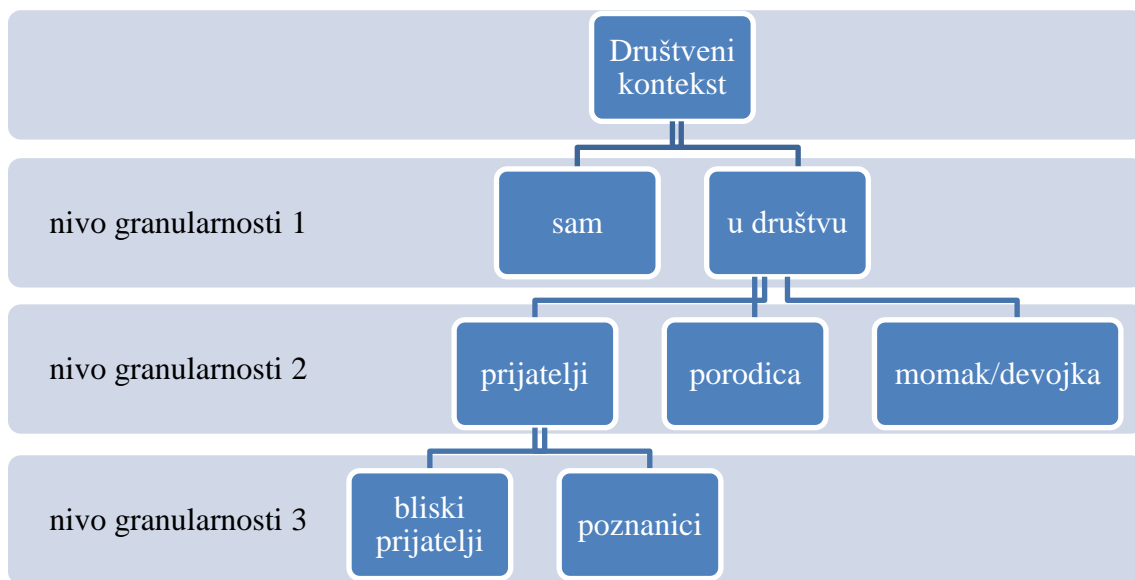 Društveni
kontekst
nivo granularnosti 1
sam
u društvu
nivo granularnosti 2
prijatelji
porodica
momak/devojka
nivo granularnosti 3
bliski
prijatelji
poznanici